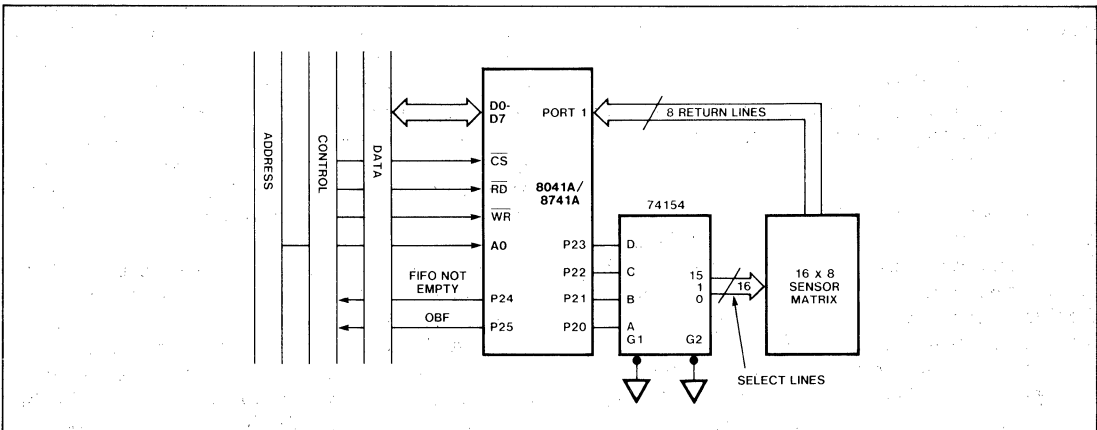 ADDRESS
CONTROL
DATA
D0-
D7
CS
RD
WR
A0
FIFO NOT
EMPTY
OBF
P24
P25
PORT 1
8041A/
8741A
P23
P22
P21
P20
8 RETURN LINES
74154
D
C
B
A
G1
G2
15
1
0
16
SELECT LINES
16 x 8
SENSOR
MATRIX